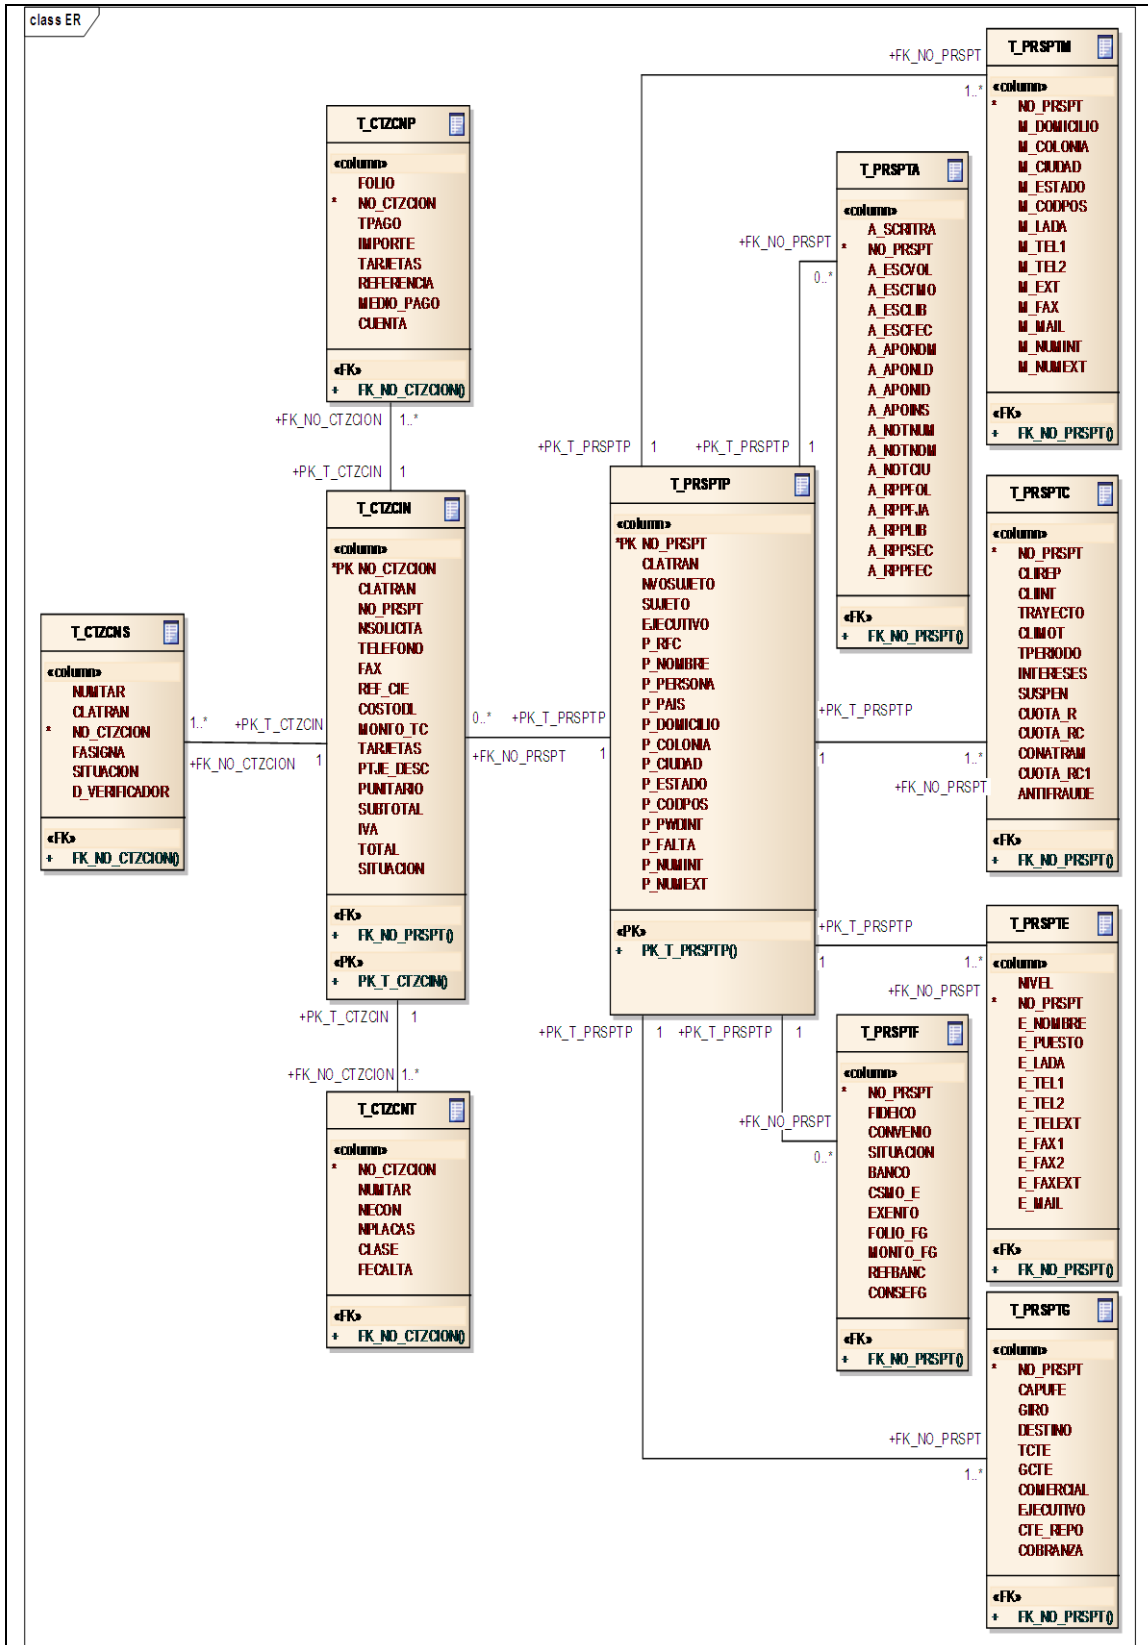 class ER
T_CTZCNP
«column»
FOLIO
* NO_CTZCION
TPAGO
IMPORTE
TARJETAS
REFERENCIA
MEDIO_PAGO
CUENTA
«FK»
+ FK_NO_CTZCION()
+FK_NO_CTZCION 1..*
+PK_T_CTZCIN 1
T_CTZCIN
«column»
*PK NO_CTZCION
CLATRAN
NO_PRSPT
NSOLICITA
TELEFONO
FAX
REF_CIE
COSTODL
MONTO_TC
TARJETAS
PTJE_DESC
PUNITARIO
SUBTOTAL
IVA
TOTAL
SITUACION
«FK»
+ FK_NO_PRSPT()
«PK»
+ PK_T_CTZCIN()
T_CTZCNS
«column»
NUMTAR
CLATRAN
* NO_CTZCION
FASIGNA
SITUACION
D_VERIFICADOR
«FK»
+ FK_NO_CTZCION()
1..* +PK_T_CTZCIN
+FK_NO_CTZCION 1
+PK_T_CTZCIN 1
+FK_NO_CTZCION 1..*
T_CTZCNT
«column»
* NO_CTZCION
NUMTAR
NECON
NPLACAS
CLASE
FECALTA
«FK»
+ FK_NO_CTZCION()
0..* +PK_T_PRSPTP
+FK_NO_PRSPT 1
T_PRSPTP
«column»
*PK NO_PRSPT
CLATRAN
NVOSUJETO
SUJETO
EJECUTIVO
P_RFC
P_NOMBRE
P_PERSONA
P_PAIS
P_DOMICILIO
P_COLONIA
P_CIUDAD
P_ESTADO
P_CODPOS
P_PWDINT
P_FALTA
P_NUMINT
P_NUMEXT
«PK»
+ PK_T_PRSPTP()
+PK_T_PRSPTP 1
+PK_T_PRSPTP 1
+FK_NO_PRSPT
0..*
T_PRSPTA
«column»
A_SCRITRA
* NO_PRSPT
A_ESCVOL
A_ESCTMO
A_ESCLIB
A_ESCFEC
A_APONOM
A_APONLD
A_APONID
A_APOINS
A_NOTNUM
A_NOTNOM
A_NOTCIU
A_RPPFOL
A_RPPFJA
A_RPPLIB
A_RPPSEC
A_RPPFEC
«FK»
+ FK_NO_PRSPT()
+FK_NO_PRSPT
1..*
T_PRSPTM
«column»
* NO_PRSPT
M_DOMICILIO
M_COLONIA
M_CIUDAD
M_ESTADO
M_CODPOS
M_LADA
M_TEL1
M_TEL2
M_EXT
M_FAX
M_MAIL
M_NUMINT
M_NUMEXT
«FK»
+ FK_NO_PRSPT()
T_PRSPTC
«column»
* NO_PRSPT
CLIREP
CLIINT
TRAYECTO
CLIMOT
TPERIODO
INTERESES
SUSPEN
CUOTA_R
CUOTA_RC
CONATRAM
CUOTA_RC1
ANTIFRAUDE
«FK»
+ FK_NO_PRSPT()
+PK_T_PRSPTP
1 1..*
+FK_NO_PRSPT
+PK_T_PRSPTP
1 1..*
+FK_NO_PRSPT
T_PRSPTE
«column»
NIVEL
* NO_PRSPT
E_NOMBRE
E_PUESTO
E_LADA
E_TEL1
E_TEL2
E_TELEXT
E_FAX1
E_FAX2
E_FAXEXT
E_MAIL
«FK»
+ FK_NO_PRSPT()
+PK_T_PRSPTP 1 +PK_T_PRSPTP 1
+FK_NO_PRSPT
0..*
T_PRSPTF
«column»
* NO_PRSPT
FIDEICO
CONVENIO
SITUACION
BANCO
CSMO_E
EXENTO
FOLIO_FG
MONTO_FG
REFBANC
CONSEFG
«FK»
+ FK_NO_PRSPT()
+FK_NO_PRSPT
1..*
T_PRSPTG
«column»
* NO_PRSPT
CAPUFE
GIRO
DESTINO
TCTE
GCTE
COMERCIAL
EJECUTIVO
CTE_REPO
COBRANZA
«FK»
+ FK_NO_PRSPT()